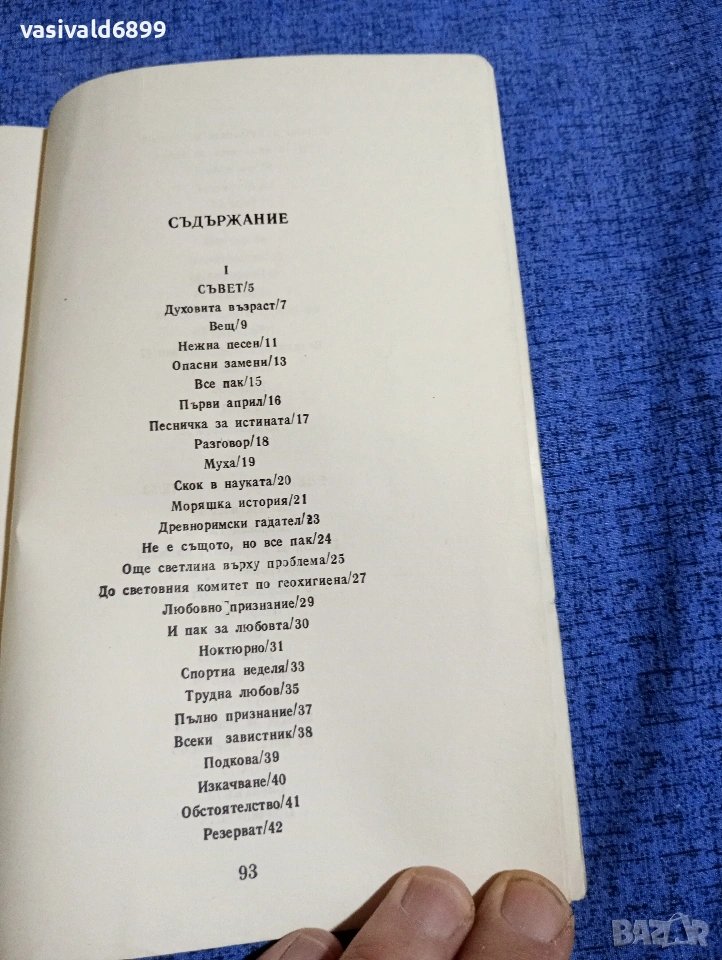 vasivald6899
СЪДЪРЖАНИЕ
I
СЪВЕТ/5
Духовита възраст/7
Вещ/9
Нежна песен/11
Опасни замени/13
Все пак/15
Първи април/16
Песничка за истината/17
Разговор/18
Муха/19
Скок в науката/20
Моряшка история/21
Древноримски гадател/23
Не е същото, но все пак/24
Още светлина върху проблема/25
До световния комитет по геохигиена/27
Любовно признание/29
И пак за любовта/30
Ноктюрно/31
Спортна неделя/33
Трудна любов/35
Пълно признание/37
Всеки завистник/38
Подкова/39
Изкачване/40
Обстоятелство/41
Резерват/42
93
BAZAR